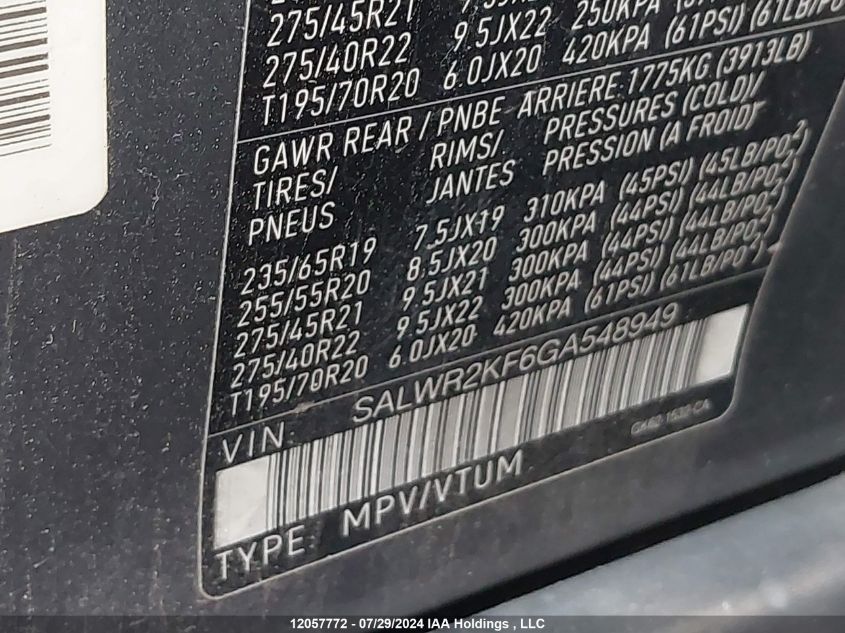 275/45R21
275/40R22 9.5JX22 250KPA
T195/70R20 6.0JX20 420KPA (61PSI) (61LB/PO²
GAWR REAR / PNBE ARRIERE 1775KG (3913LB)
TIRES/ RIMS/ PRESSURES (COLD)/
PNEUS JANTES PRESSION (A FROID)
235/65R19 7.5JX19 310KPA (45PSI) (45LB/PO²)
255/55R20 8.5JX20 300KPA (44PSI) (44LB/PO²)
275/45R21 9.5JX21 300KPA (44PSI) (44LB/PO²)
275/40R22 9.5JX22 300KPA (44PSI) (44LB/PO²)
T195/70R20 6.0JX20 420KPA (61PSI) (61LB/PO²)
VIN: SALWR2KF6GA548949
TYPE: MPV/VTUM
12057772 - 07/29/2024 IAA Holdings , LLC